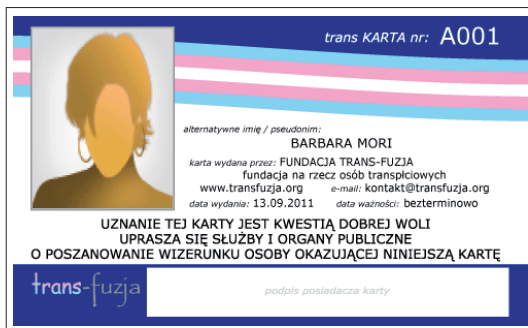 trans KARTA nr: A001
alternatywne imię / pseudonim:
BARBARA MORI
karta wydana przez: FUNDACJA TRANS-FUZJA
fundacja na rzecz osób transpłciowych
www.transfuzja.org e-mail: kontakt@transfuzja.org
data wydania: 13.09.2011 data ważności: bezterminowo
UZNANIE TEJ KARTY JEST KWESTIĄ DOBREJ WOLI
UPRASZA SIĘ SŁUŻBY I ORGANY PUBLICZNE
O POSZANOWANIE WIZERUNKU OSOBY OKAZUJĄCEJ NINIEJSZĄ KARTĘ
trans-fuzja
podpis posiadacza karty